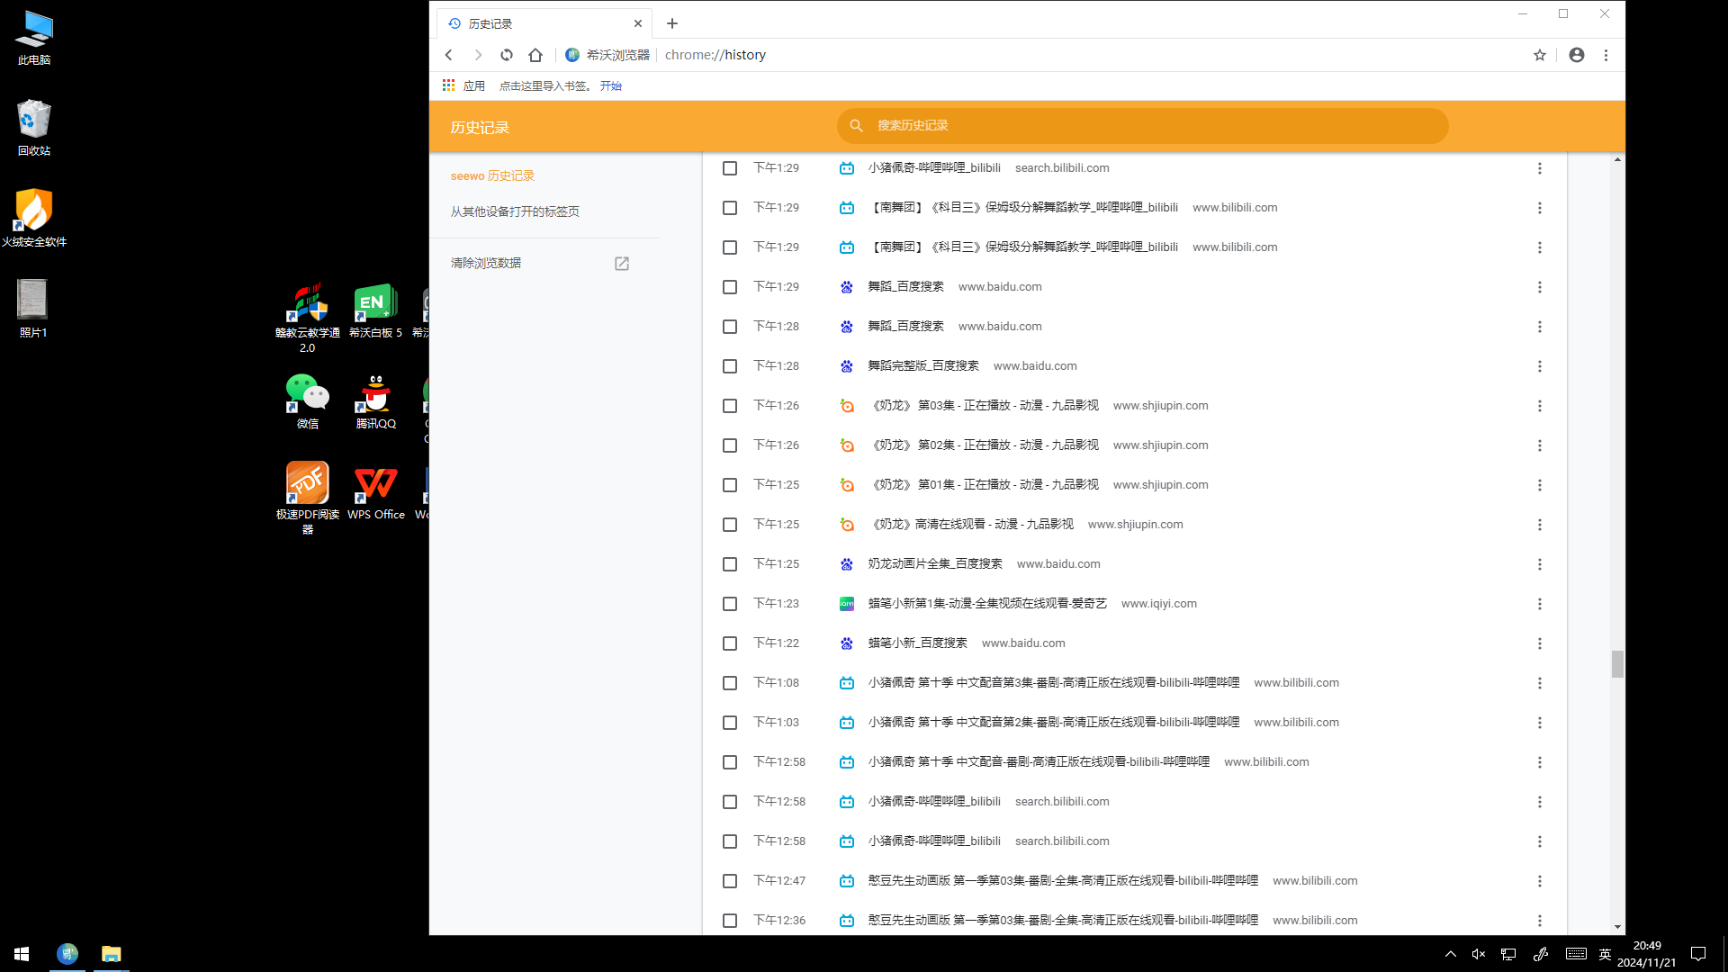 此电脑
回收站
火绒安全软件
照片1
赣教云教学通2.0
希沃白板 5
微信
腾讯QQ
极速PDF阅读器
WPS Office
历史记录
希沃浏览器
chrome://history
应用
点击这里导入书签。 开始
历史记录
搜索历史记录
seewo 历史记录
从其他设备打开的标签页
清除浏览数据
下午1:29 小猪佩奇-哔哩哔哩_bilibili search.bilibili.com
下午1:29 【南舞团】《科目三》保姆级分解舞蹈教学_哔哩哔哩_bilibili www.bilibili.com
下午1:29 【南舞团】《科目三》保姆级分解舞蹈教学_哔哩哔哩_bilibili www.bilibili.com
下午1:29 舞蹈_百度搜索 www.baidu.com
下午1:28 舞蹈_百度搜索 www.baidu.com
下午1:28 舞蹈完整版_百度搜索 www.baidu.com
下午1:26 《奶龙》 第03集 - 正在播放 - 动漫 - 九品影视 www.shjiupin.com
下午1:26 《奶龙》 第02集 - 正在播放 - 动漫 - 九品影视 www.shjiupin.com
下午1:25 《奶龙》 第01集 - 正在播放 - 动漫 - 九品影视 www.shjiupin.com
下午1:25 《奶龙》高清在线观看 - 动漫 - 九品影视 www.shjiupin.com
下午1:25 奶龙动画片全集_百度搜索 www.baidu.com
下午1:23 蜡笔小新第1集-动漫-全集视频在线观看-爱奇艺 www.iqiyi.com
下午1:22 蜡笔小新_百度搜索 www.baidu.com
下午1:08 小猪佩奇 第十季 中文配音第3集-番剧-高清正版在线观看-bilibili-哔哩哔哩 www.bilibili.com
下午1:03 小猪佩奇 第十季 中文配音第2集-番剧-高清正版在线观看-bilibili-哔哩哔哩 www.bilibili.com
下午12:58 小猪佩奇 第十季 中文配音-番剧-高清正版在线观看-bilibili-哔哩哔哩 www.bilibili.com
下午12:58 小猪佩奇-哔哩哔哩_bilibili search.bilibili.com
下午12:58 小猪佩奇-哔哩哔哩_bilibili search.bilibili.com
下午12:47 憨豆先生动画版 第一季第03集-番剧-全集-高清正版在线观看-bilibili-哔哩哔哩 www.bilibili.com
下午12:36 憨豆先生动画版 第一季第03集-番剧-全集-高清正版在线观看-bilibili-哔哩哔哩 www.bilibili.com
英
20:49
2024/11/21